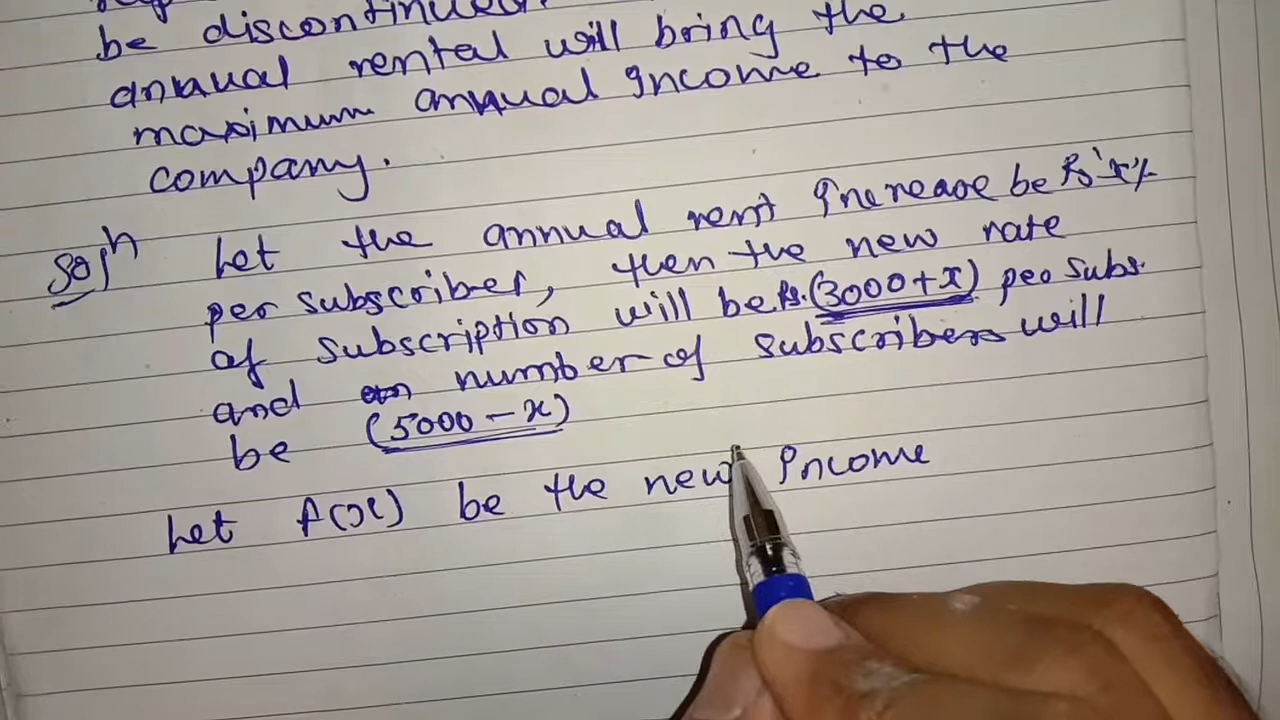 be discontinued.
annual rental will bring the
maximum annual income to the
company.
Solⁿ Let the annual rent increase be Rs 'x'/-
per subscriber, then the new rate
of subscription will be Rs. (3000+x) per subs.
and number of subscribers will
be (5000-x)
Let f(x) be the new income